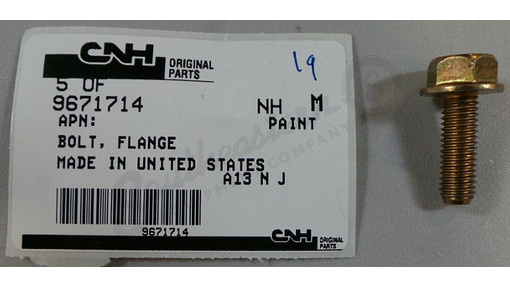 CNH ORIGINAL PARTS
19
5 OF
9671714 NH M
APN: PAINT
BOLT, FLANGE
MADE IN UNITED STATES
A13 N J
9671714
CNH ORIGINAL PARTS